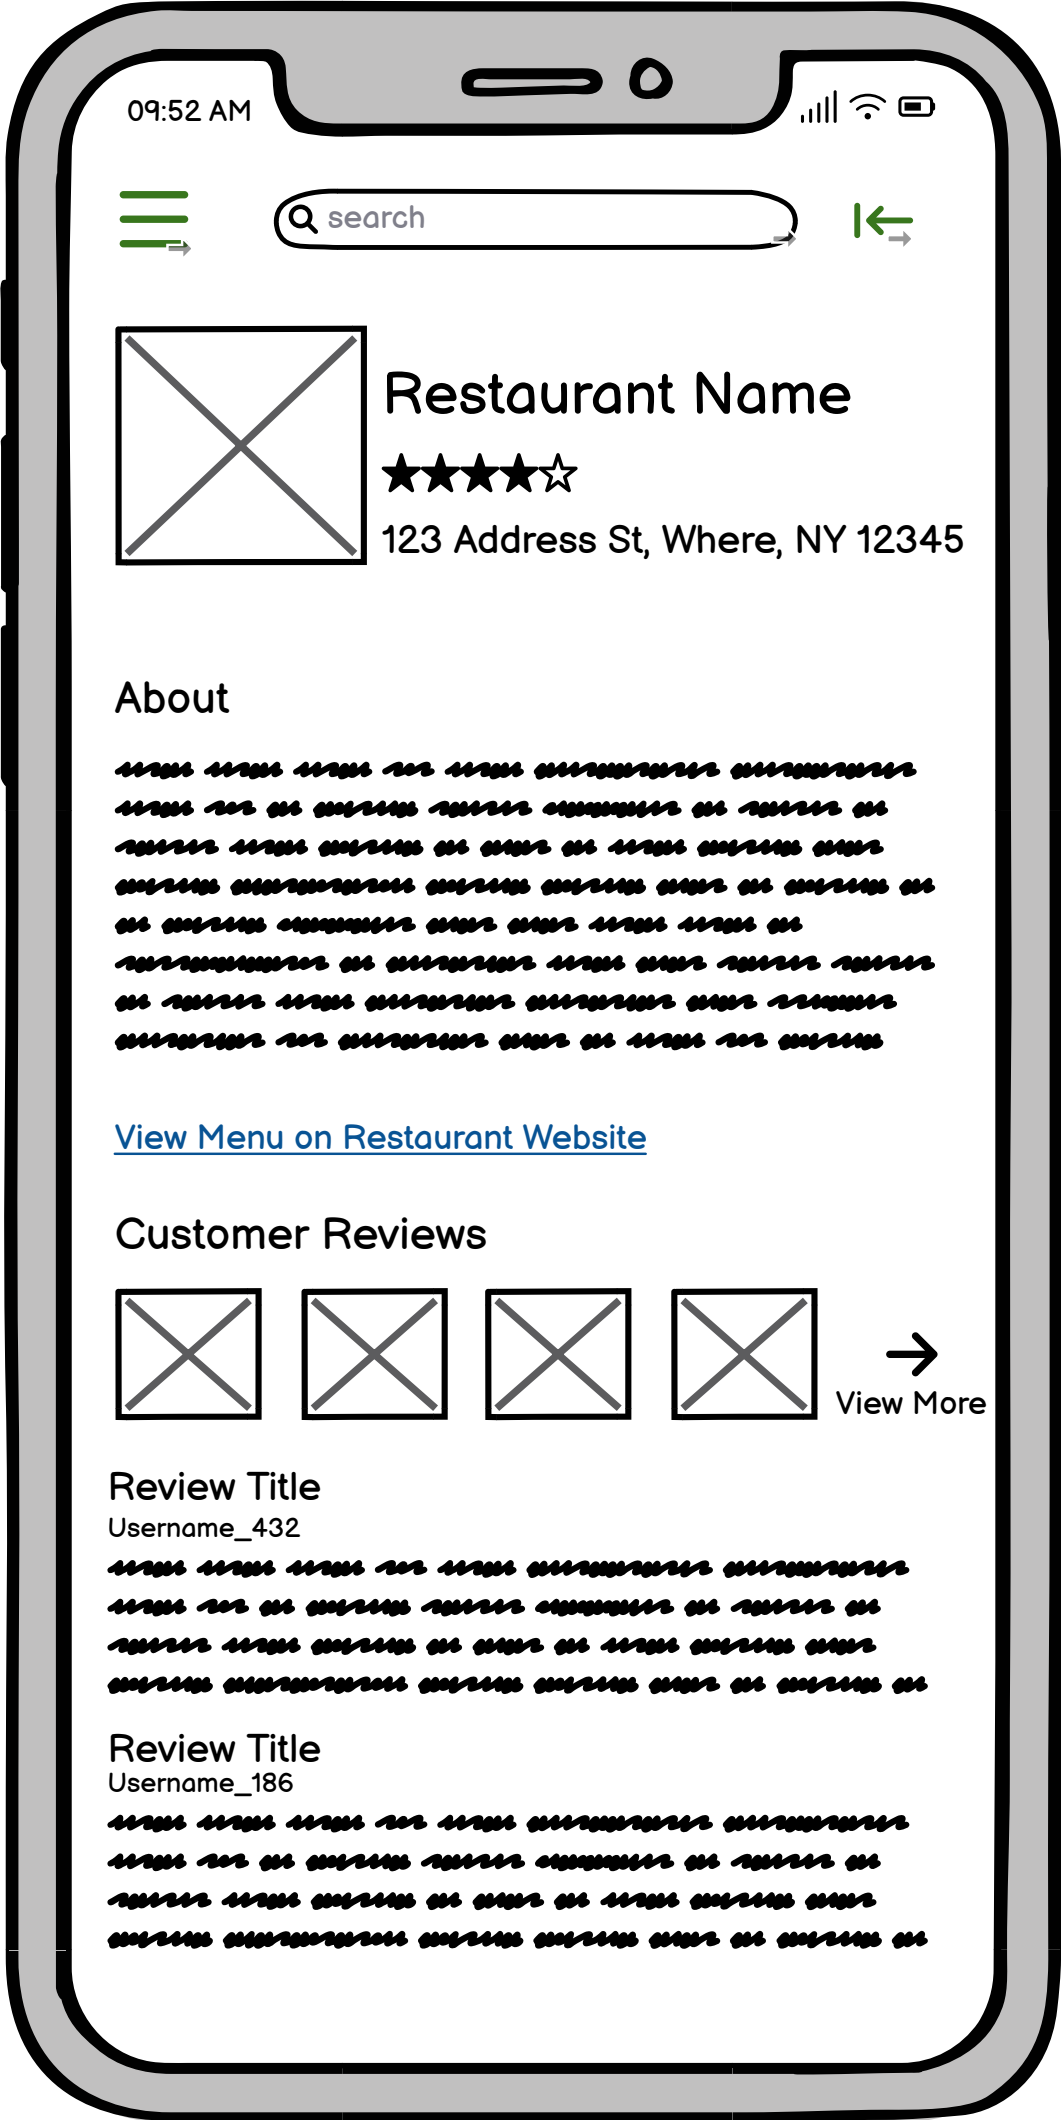 09:52 AM
search
Restaurant Name
123 Address St, Where, NY 12345
About
View Menu on Restaurant Website
Customer Reviews
View More
Review Title
Username_432
Review Title
Username_186